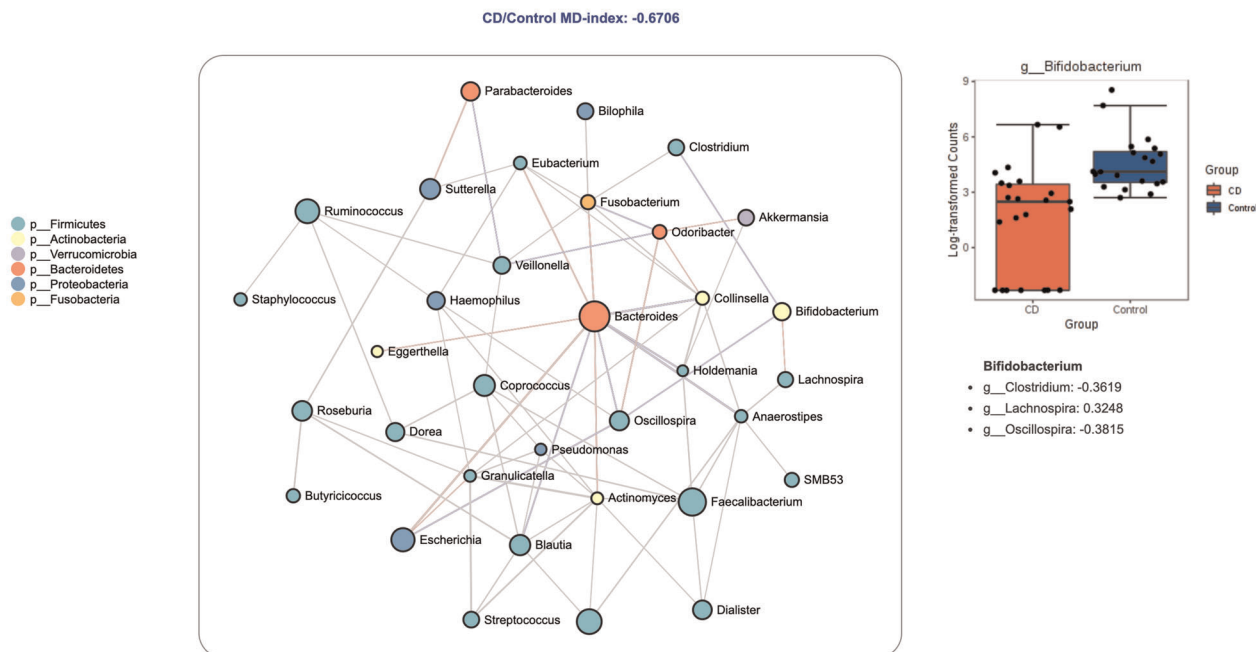 CD/Control MD-index: -0.6706
p__Firmicutes
p__Actinobacteria
p__Verrucomicrobia
p__Bacteroidetes
p__Proteobacteria
p__Fusobacteria
Parabacteroides
Bilophila
Clostridium
Eubacterium
Sutterella
Fusobacterium
Ruminococcus
Akkermansia
Odoribacter
Veillonella
Staphylococcus
Haemophilus
Collinsella
Bacteroides
Bifidobacterium
Eggerthella
Holdemania
Lachnospira
Coprococcus
Roseburia
Oscillospira
Anaerostipes
Dorea
Pseudomonas
Granulicatella
SMB53
Butyricicoccus
Actinomyces
Faecalibacterium
Escherichia
Blautia
Dialister
Streptococcus
g__Bifidobacterium
Log-transformed Counts
9
6
3
0
CD
Control
Group
Group
CD
Control
Bifidobacterium
• g__Clostridium: -0.3619
• g__Lachnospira: 0.3248
• g__Oscillospira: -0.3815